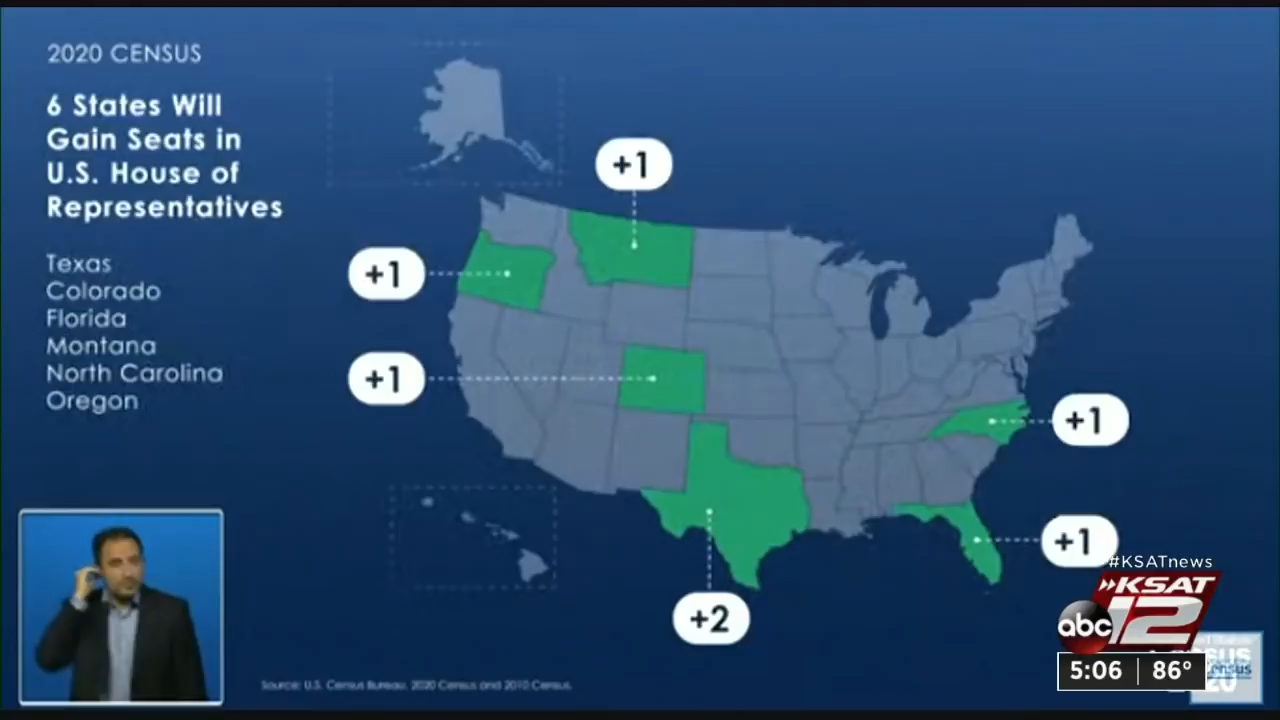 2020 CENSUS
6 States Will
Gain Seats in
U.S. House of
Representatives
Texas
Colorado
Florida
Montana
North Carolina
Oregon
+1
+1
+1
+1
+1
+2
Source: U.S. Census Bureau, 2020 Census and 2010 Census.
#KSATnews
KSAT
abc 12
5:06 86°